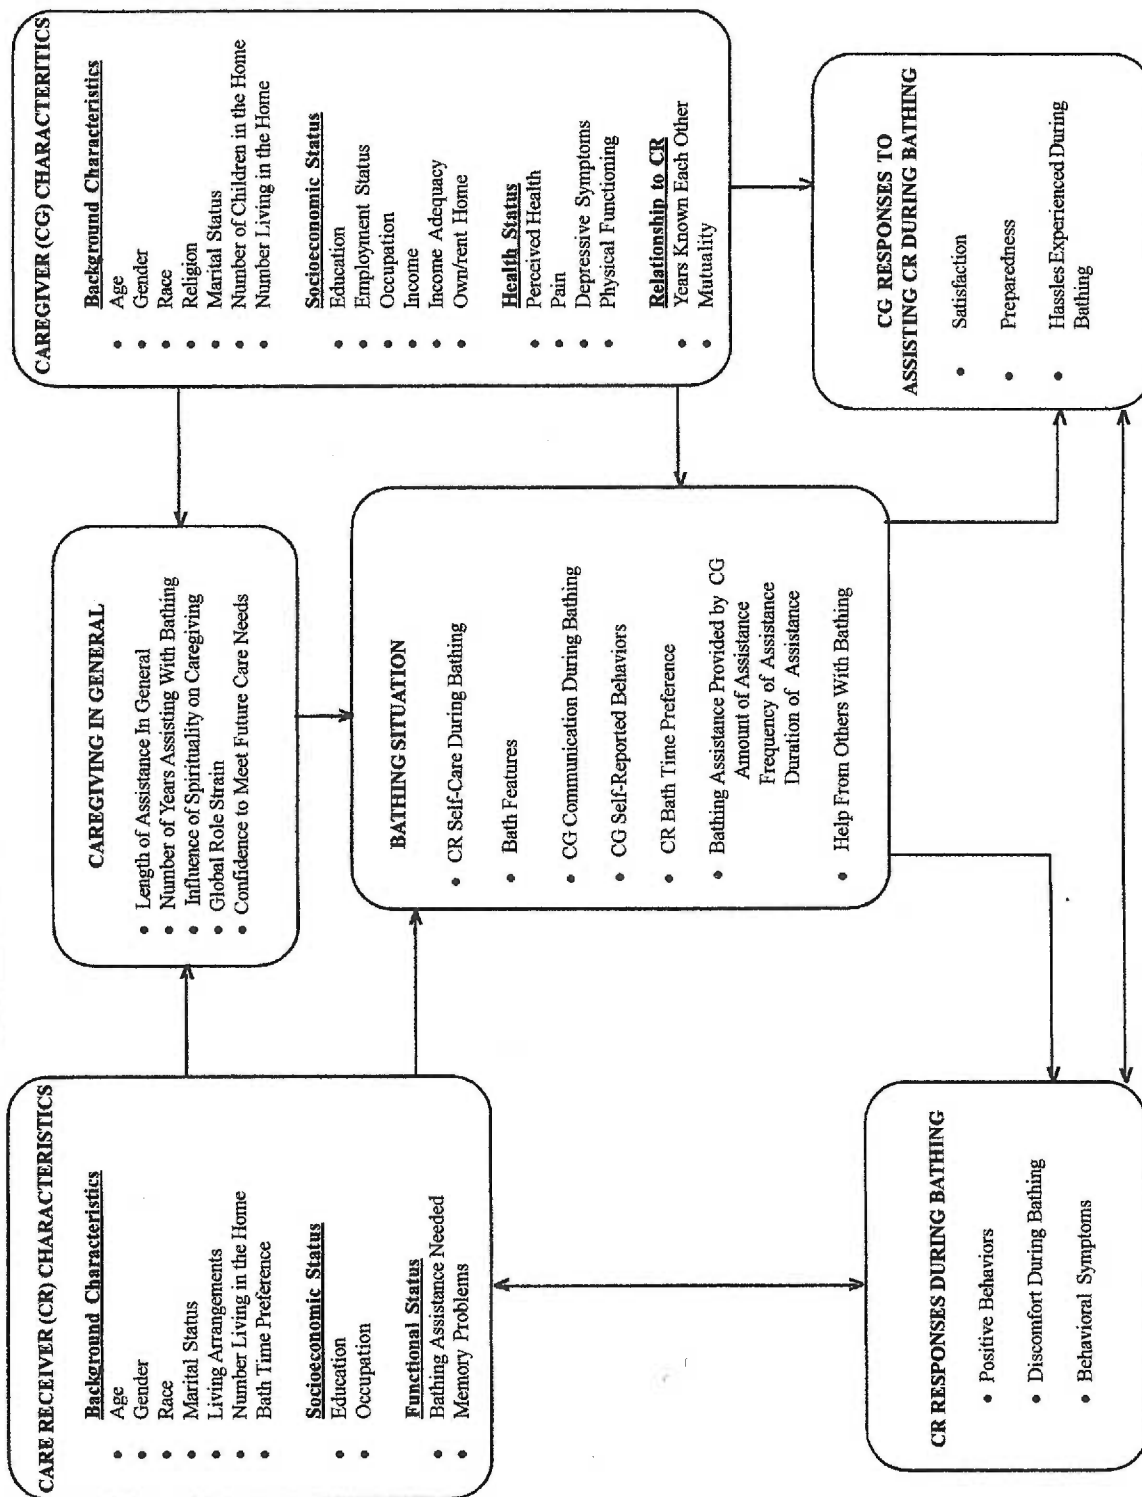 CARE RECEIVER (CR) CHARACTERISTICS
Background Characteristics
• Age
• Gender
• Race
• Marital Status
• Living Arrangements
• Number Living in the Home
• Bath Time Preference
Socioeconomic Status
• Education
• Occupation
Functional Status
• Bathing Assistance Needed
• Memory Problems
CAREGIVING IN GENERAL
• Length of Assistance In General
• Number of Years Assisting With Bathing
• Influence of Spirituality on Caregiving
• Global Role Strain
• Confidence to Meet Future Care Needs
CAREGIVER (CG) CHARACTERITICS
Background Characteristics
• Age
• Gender
• Race
• Religion
• Marital Status
• Number of Children in the Home
• Number Living in the Home
Socioeconomic Status
• Education
• Employment Status
• Occupation
• Income
• Income Adequacy
• Own/rent Home
Health Status
• Perceived Health
• Pain
• Depressive Symptoms
• Physical Functioning
Relationship to CR
• Years Known Each Other
• Mutuality
BATHING SITUATION
• CR Self-Care During Bathing
• Bath Features
• CG Communication During Bathing
• CG Self-Reported Behaviors
• CR Bath Time Preference
• Bathing Assistance Provided by CG
Amount of Assistance
Frequency of Assistance
Duration of Assistance
• Help From Others With Bathing
CR RESPONSES DURING BATHING
• Positive Behaviors
• Discomfort During Bathing
• Behavioral Symptoms
CG RESPONSES TO
ASSISTING CR DURING BATHING
• Satisfaction
• Preparedness
• Hassles Experienced During
Bathing